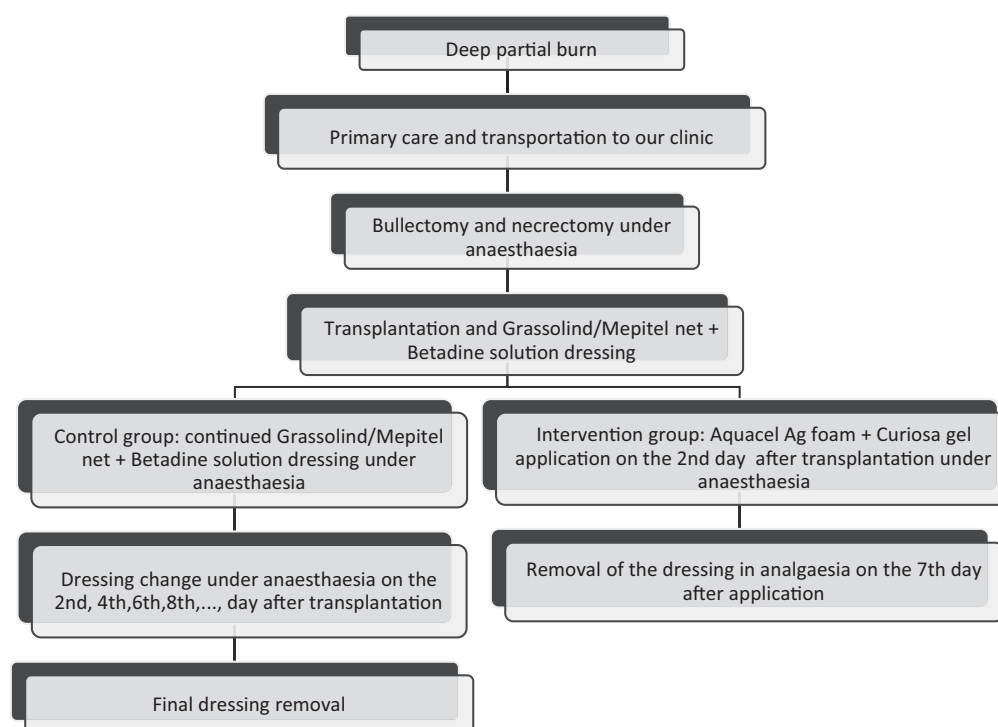 Deep partial burn
Primary care and transportation to our clinic
Bullectomy and necrectomy under
anaesthaesia
Transplantation and Grassolind/Mepitel net +
Betadine solution dressing
Control group: continued Grassolind/Mepitel
net + Betadine solution dressing under
anaesthaesia
Intervention group: Aquacel Ag foam + Curiosa gel
application on the 2nd day after transplantation under
anaesthaesia
Dressing change under anaesthaesia on the
2nd, 4th,6th,8th,..., day after transplantation
Removal of the dressing in analgaesia on the 7th day
after application
Final dressing removal